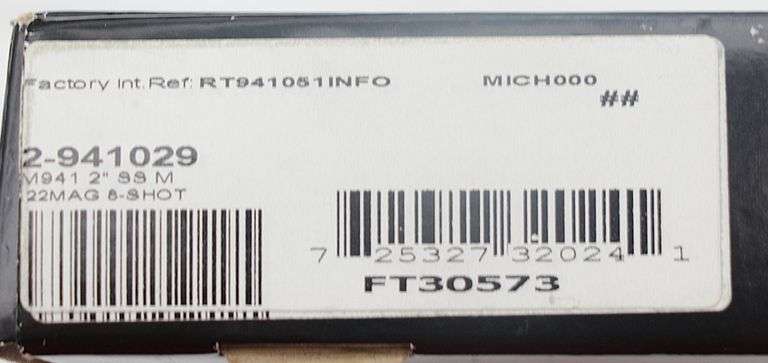 Factory Int. Ref: RT941051INFO
MICH000
##
2-941029
M941 2" SS M
22MAG 8-SHOT
7 25327 32024 1
FT30573